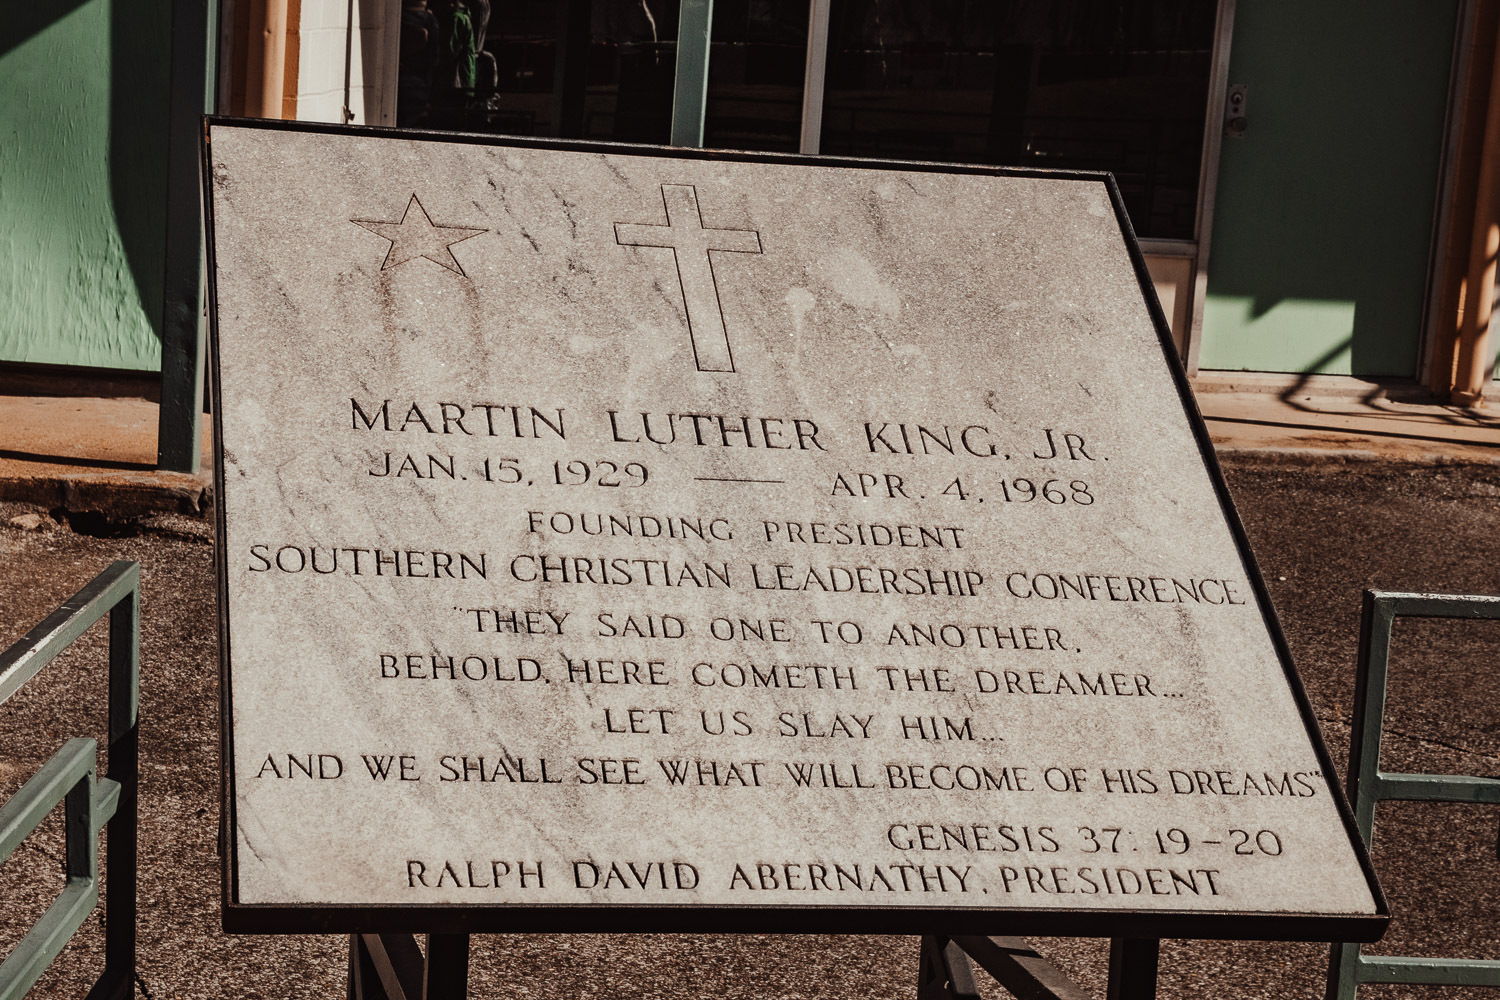 MARTIN LUTHER KING, JR.
JAN. 15, 1929 — APR. 4, 1968
FOUNDING PRESIDENT
SOUTHERN CHRISTIAN LEADERSHIP CONFERENCE
"THEY SAID ONE TO ANOTHER,
BEHOLD, HERE COMETH THE DREAMER...
LET US SLAY HIM...
AND WE SHALL SEE WHAT WILL BECOME OF HIS DREAMS"
GENESIS 37: 19-20
RALPH DAVID ABERNATHY, PRESIDENT